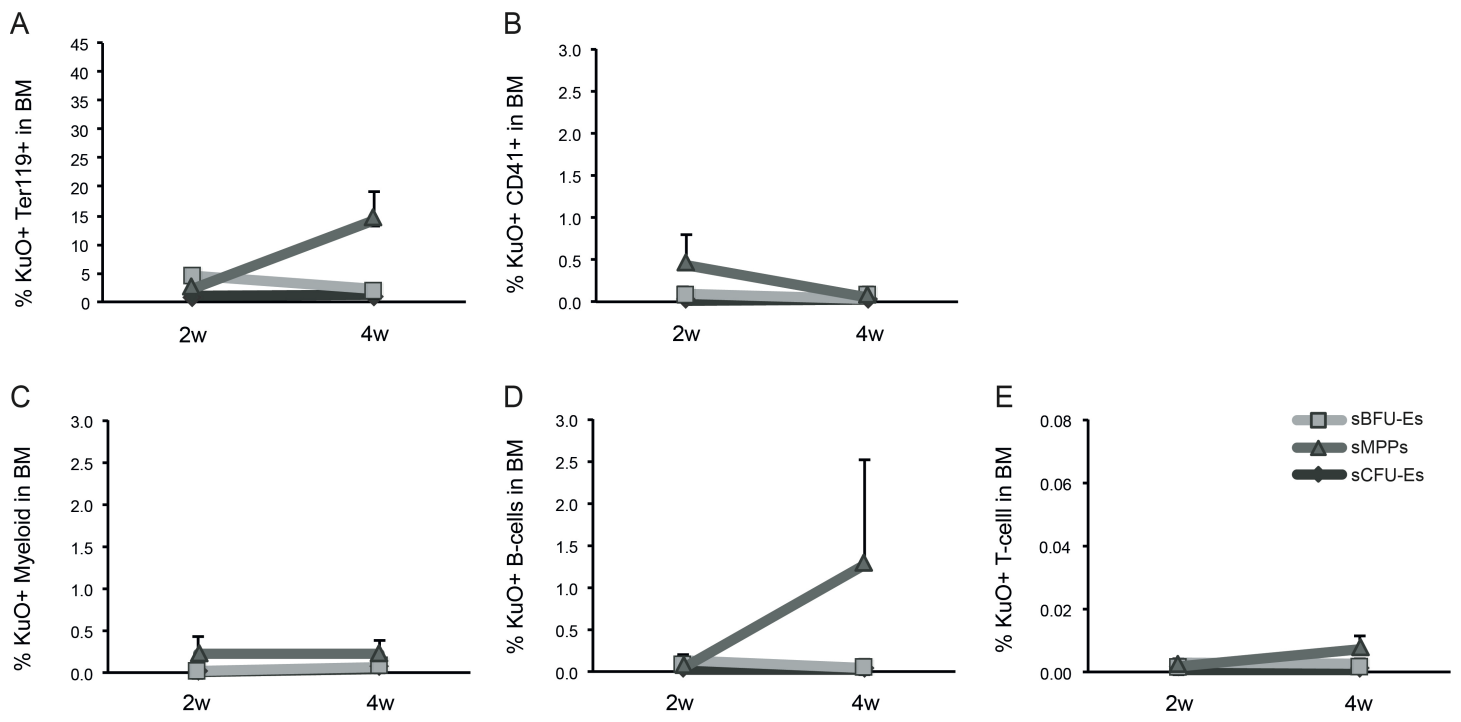 A
% KuO+ Ter119+ in BM
45
40
35
30
25
20
15
10
5
0
2w
4w
B
% KuO+ CD41+ in BM
3.0
2.5
2.0
1.5
1.0
0.5
0.0
2w
4w
C
% KuO+ Myeloid in BM
3.0
2.5
2.0
1.5
1.0
0.5
0.0
2w
4w
D
% KuO+ B-cells in BM
3.0
2.5
2.0
1.5
1.0
0.5
0.0
2w
4w
E
% KuO+ T-celll in BM
0.08
0.06
0.04
0.02
0.00
2w
4w
sBFU-Es
sMPPs
sCFU-Es